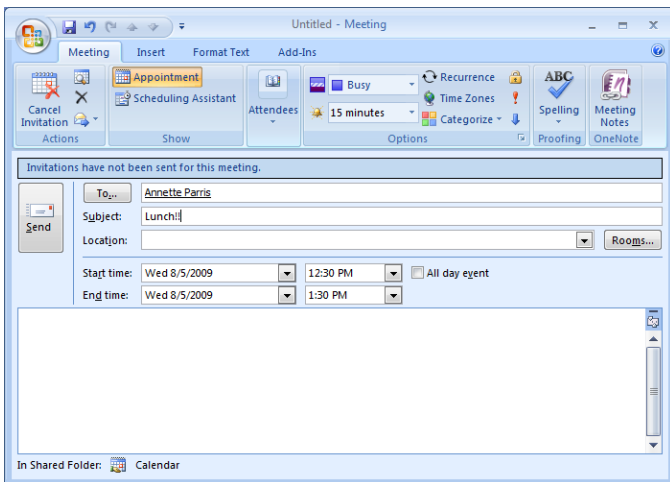 Untitled - Meeting
Meeting Insert Format Text Add-Ins
Cancel Invitation
Actions
Appointment
Scheduling Assistant
Show
Attendees
Busy
15 minutes
Recurrence
Time Zones
Categorize
Options
ABC
Spelling
Proofing
Meeting Notes
OneNote
Invitations have not been sent for this meeting.
Send
To... Annette Parris
Subject: Lunch!!
Location: Rooms...
Start time: Wed 8/5/2009 12:30 PM All day event
End time: Wed 8/5/2009 1:30 PM
In Shared Folder: Calendar